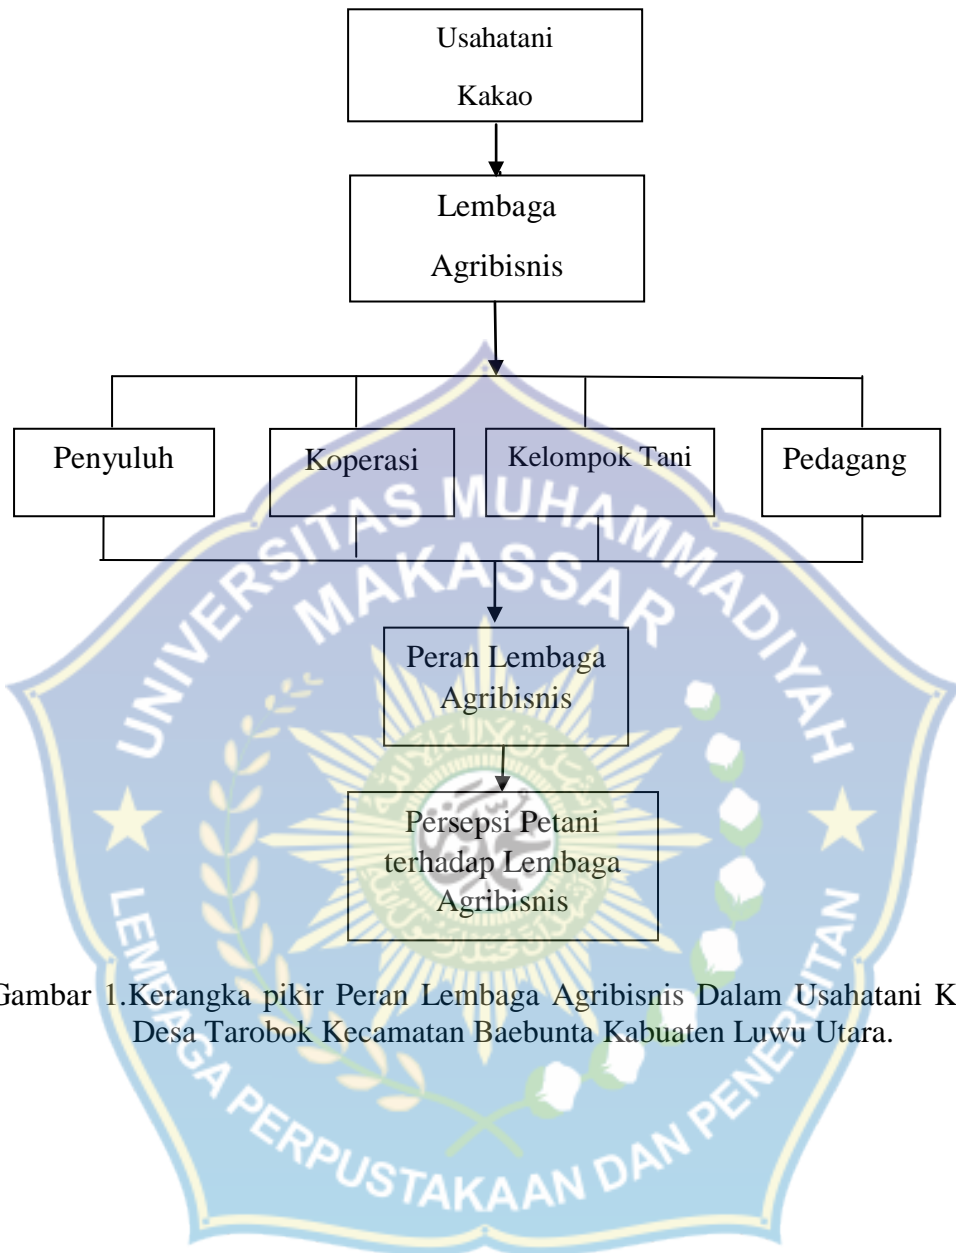 Usahatani
Kakao
Lembaga
Agribisnis
Penyuluh
Koperasi
Kelompok Tani
Pedagang
UNIVERSITAS MUHAMMADIYAH
MAKASSAR
Peran Lembaga
Agribisnis
Persepsi Petani
terhadap Lembaga
Agribisnis
Gambar 1.Kerangka pikir Peran Lembaga Agribisnis Dalam Usahatani K
Desa Tarobok Kecamatan Baebunta Kabuaten Luwu Utara.
LEMBAGA PERPUSTAKAAN DAN PENERBITAN